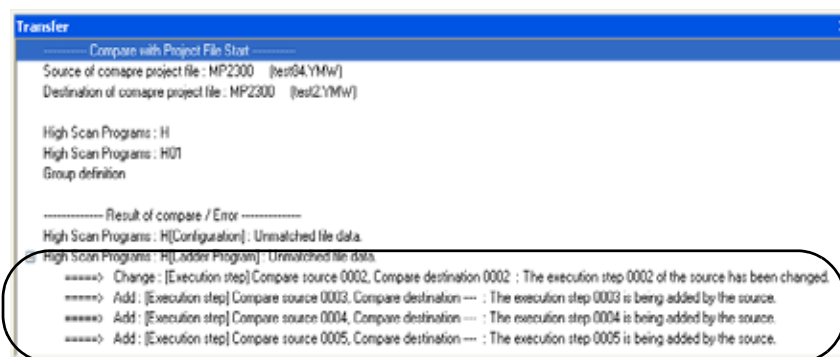 Transfer
---------- Compare with Project File Start ----------
Source of comapre project file : MP2300 (test84.YMW)
Destination of comapre project file : MP2300 (test2.YMW)
High Scan Programs : H
High Scan Programs : H01
Group definition
-------------- Result of compare / Error --------------
High Scan Programs : H[Configuration] : Unmatched file data.
High Scan Programs : H[Ladder Program] : Unmatched file data.
=====> Change : [Execution step] Compare source 0002, Compare destination 0002 : The execution step 0002 of the source has been changed.
=====> Add : [Execution step] Compare source 0003, Compare destination --- : The execution step 0003 is being added by the source.
=====> Add : [Execution step] Compare source 0004, Compare destination --- : The execution step 0004 is being added by the source.
=====> Add : [Execution step] Compare source 0005, Compare destination --- : The execution step 0005 is being added by the source.